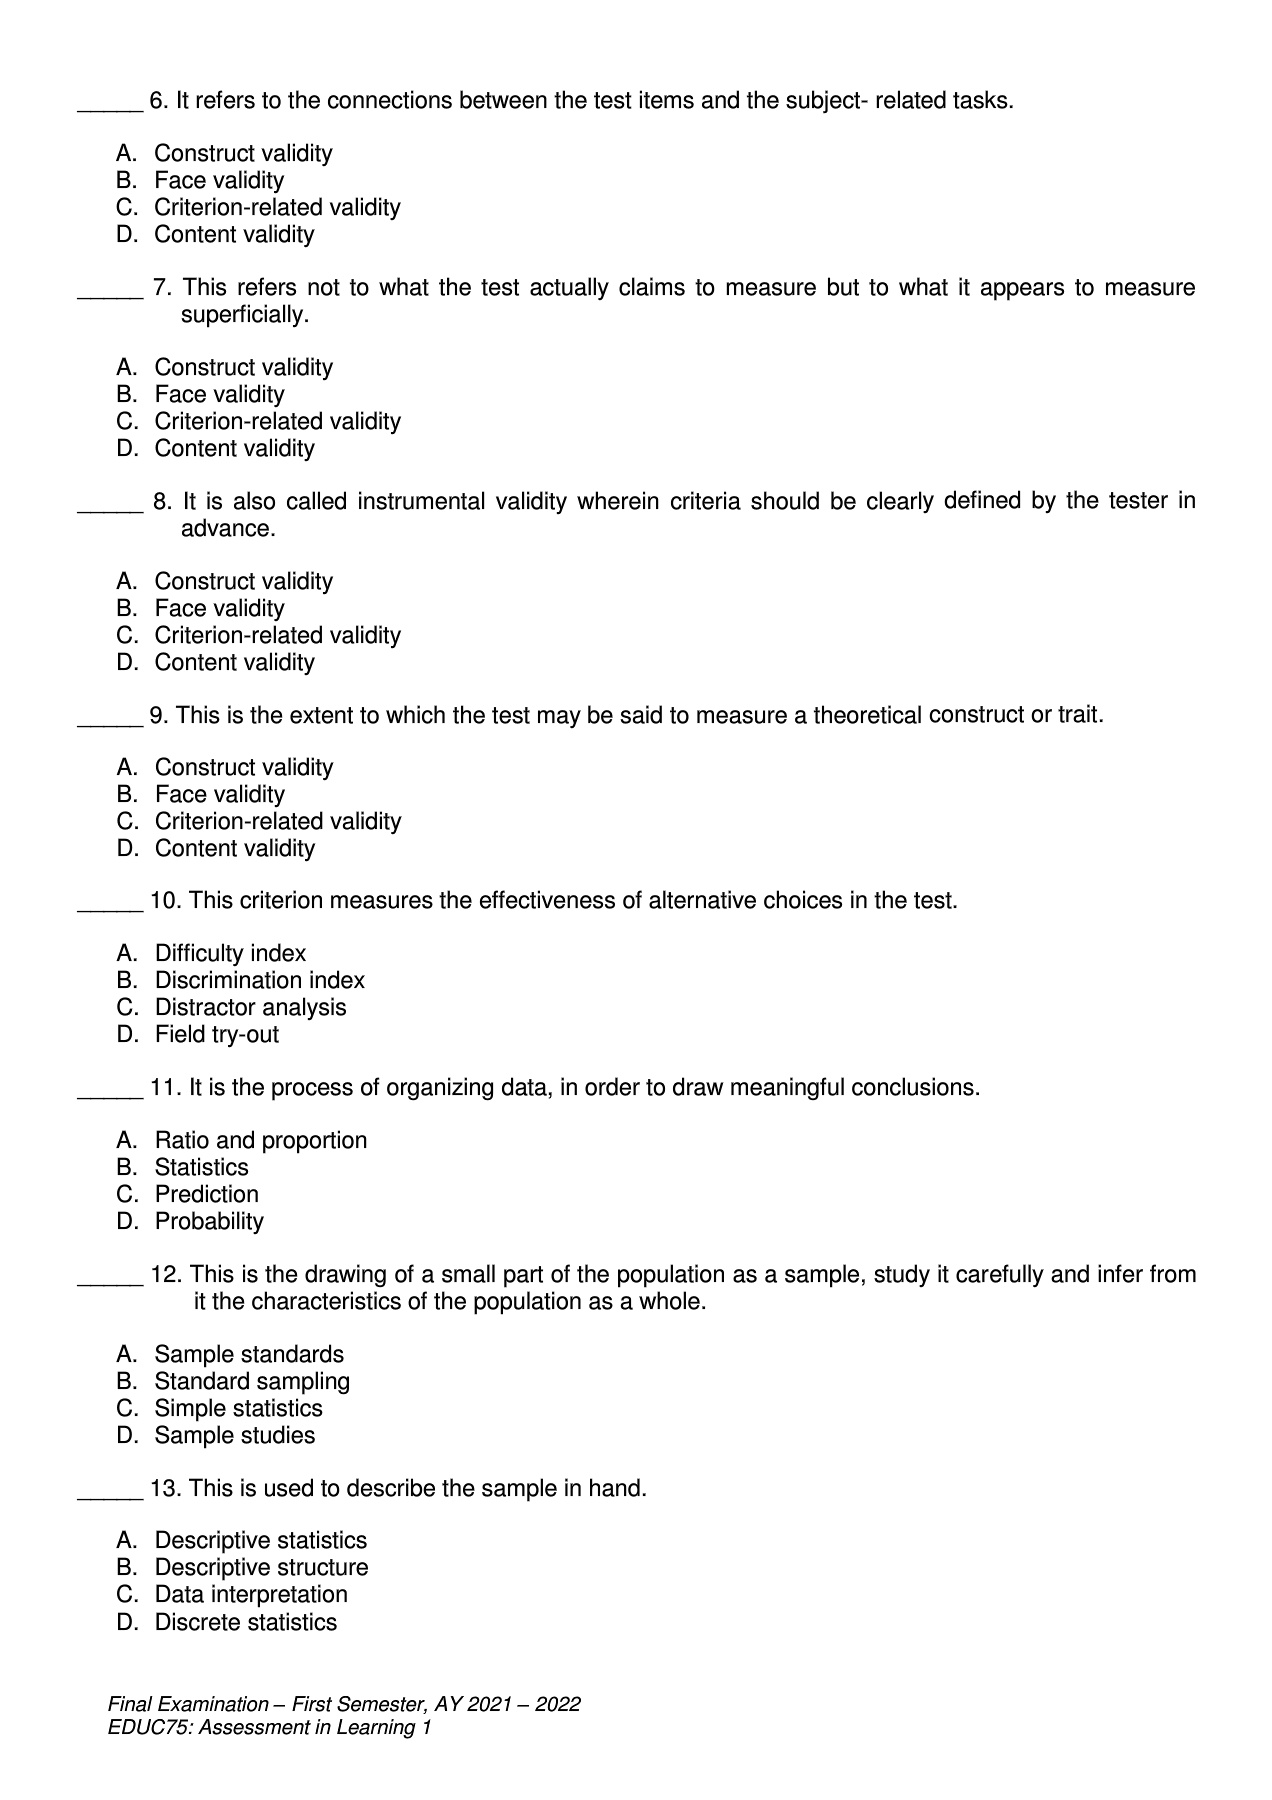 _____ 6. It refers to the connections between the test items and the subject- related tasks.
A. Construct validity
B. Face validity
C. Criterion-related validity
D. Content validity
_____ 7. This refers not to what the test actually claims to measure but to what it appears to measure
superficially.
A. Construct validity
B. Face validity
C. Criterion-related validity
D. Content validity
_____ 8. It is also called instrumental validity wherein criteria should be clearly defined by the tester in
advance.
A. Construct validity
B. Face validity
C. Criterion-related validity
D. Content validity
_____ 9. This is the extent to which the test may be said to measure a theoretical construct or trait.
A. Construct validity
B. Face validity
C. Criterion-related validity
D. Content validity
_____ 10. This criterion measures the effectiveness of alternative choices in the test.
A. Difficulty index
B. Discrimination index
C. Distractor analysis
D. Field try-out
_____ 11. It is the process of organizing data, in order to draw meaningful conclusions.
A. Ratio and proportion
B. Statistics
C. Prediction
D. Probability
_____ 12. This is the drawing of a small part of the population as a sample, study it carefully and infer from
it the characteristics of the population as a whole.
A. Sample standards
B. Standard sampling
C. Simple statistics
D. Sample studies
_____ 13. This is used to describe the sample in hand.
A. Descriptive statistics
B. Descriptive structure
C. Data interpretation
D. Discrete statistics
Final Examination – First Semester, AY 2021 – 2022
EDUC75: Assessment in Learning 1